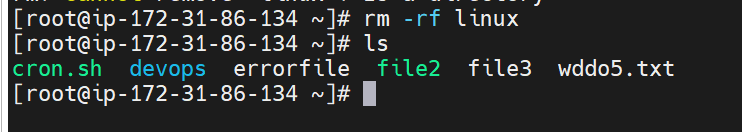 [root@ip-172-31-86-134 ~]# rm -rf linux
[root@ip-172-31-86-134 ~]# ls
cron.sh devops errorfile file2 file3 wddo5.txt
[root@ip-172-31-86-134 ~]#